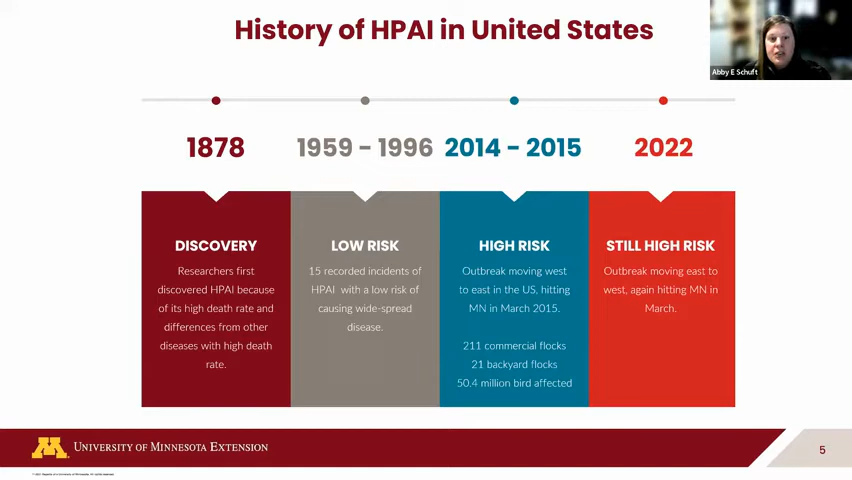 History of HPAI in United States
Abby E Schuft
1878
1959 - 1996
2014 - 2015
2022
DISCOVERY
Researchers first
discovered HPAI because
of its high death rate and
differences from other
diseases with high death
rate.
LOW RISK
15 recorded incidents of
HPAI with a low risk of
causing wide-spread
disease.
HIGH RISK
Outbreak moving west
to east in the US, hitting
MN in March 2015.
211 commercial flocks
21 backyard flocks
50.4 million bird affected
STILL HIGH RISK
Outbreak moving east to
west, again hitting MN in
March.
M
UNIVERSITY OF MINNESOTA EXTENSION
5